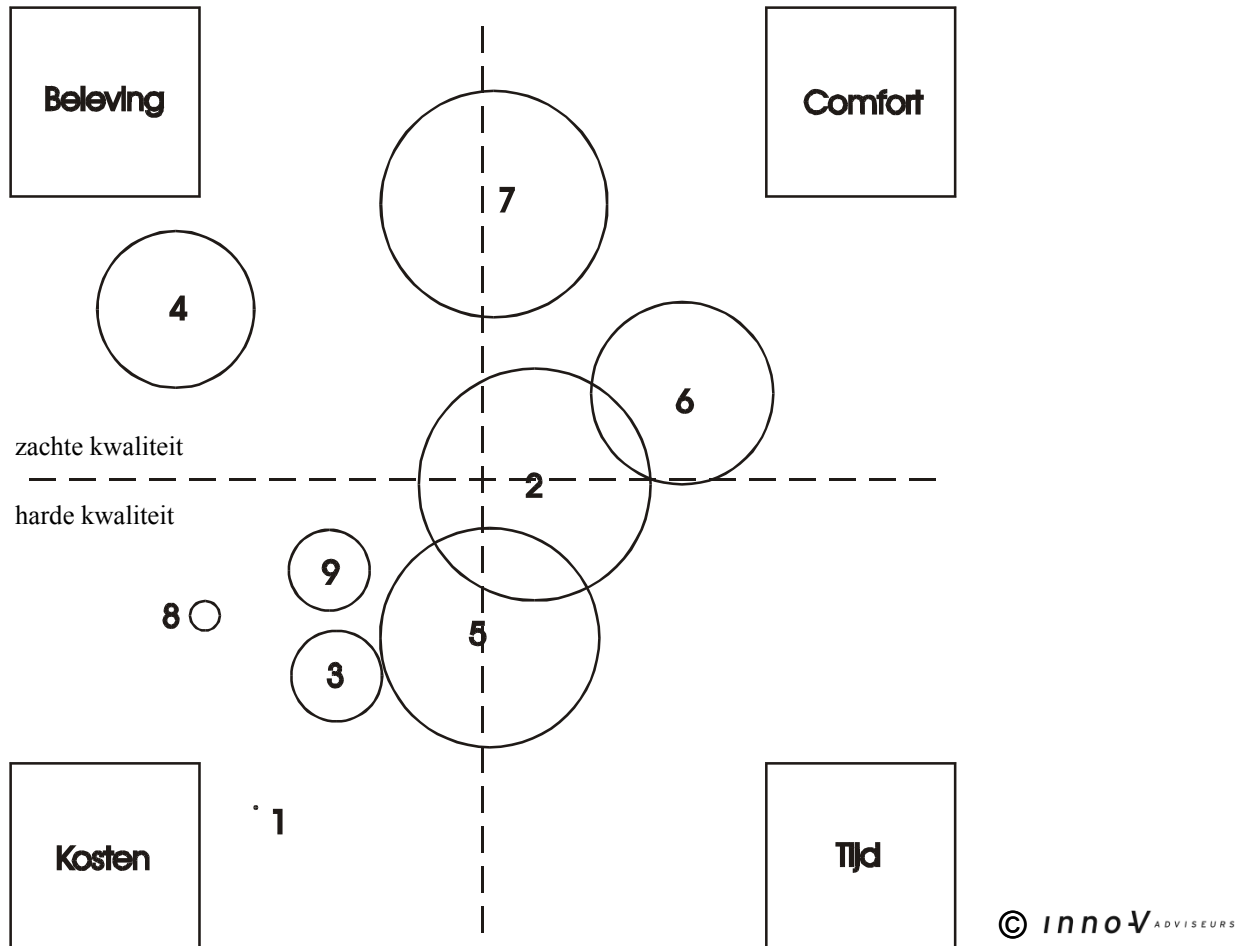 Beleving
Comfort
7
4
6
zachte kwaliteit
2
harde kwaliteit
9
8
5
3
1
Kosten
Tijd
© inno-V ADVISEURS